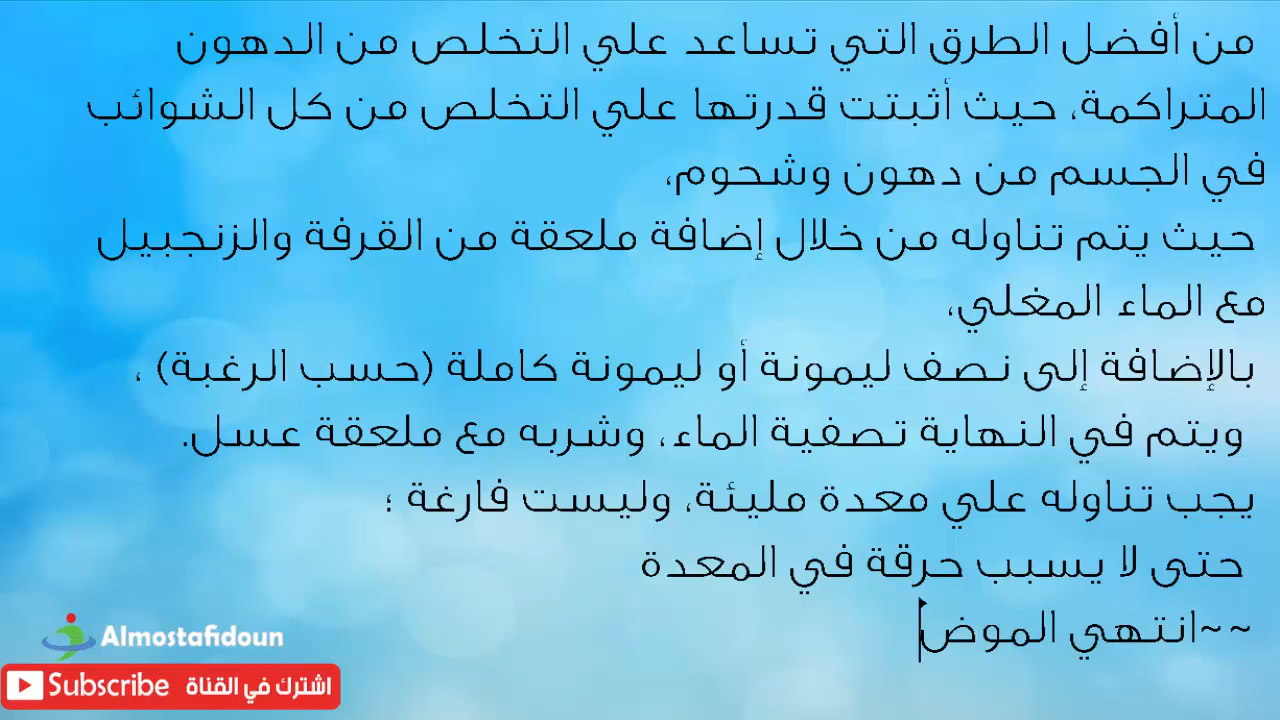 من أفضل الطرق التي تساعد علي التخلص من الدهون
المتراكمة، حيث أثبتت قدرتها علي التخلص من كل الشوائب
في الجسم من دهون وشحوم،
حيث يتم تناوله من خلال إضافة ملعقة من القرفة والزنجبيل
مع الماء المغلي،
بالإضافة إلى نصف ليمونة أو ليمونة كاملة (حسب الرغبة) ،
ويتم في النهاية تصفية الماء، وشربه مع ملعقة عسل.
يجب تناوله علي معدة مليئة، وليست فارغة ؛
حتى لا يسبب حرقة في المعدة
~~انتهي الموض
Almostafidoun
Subscribe اشترك في القناة